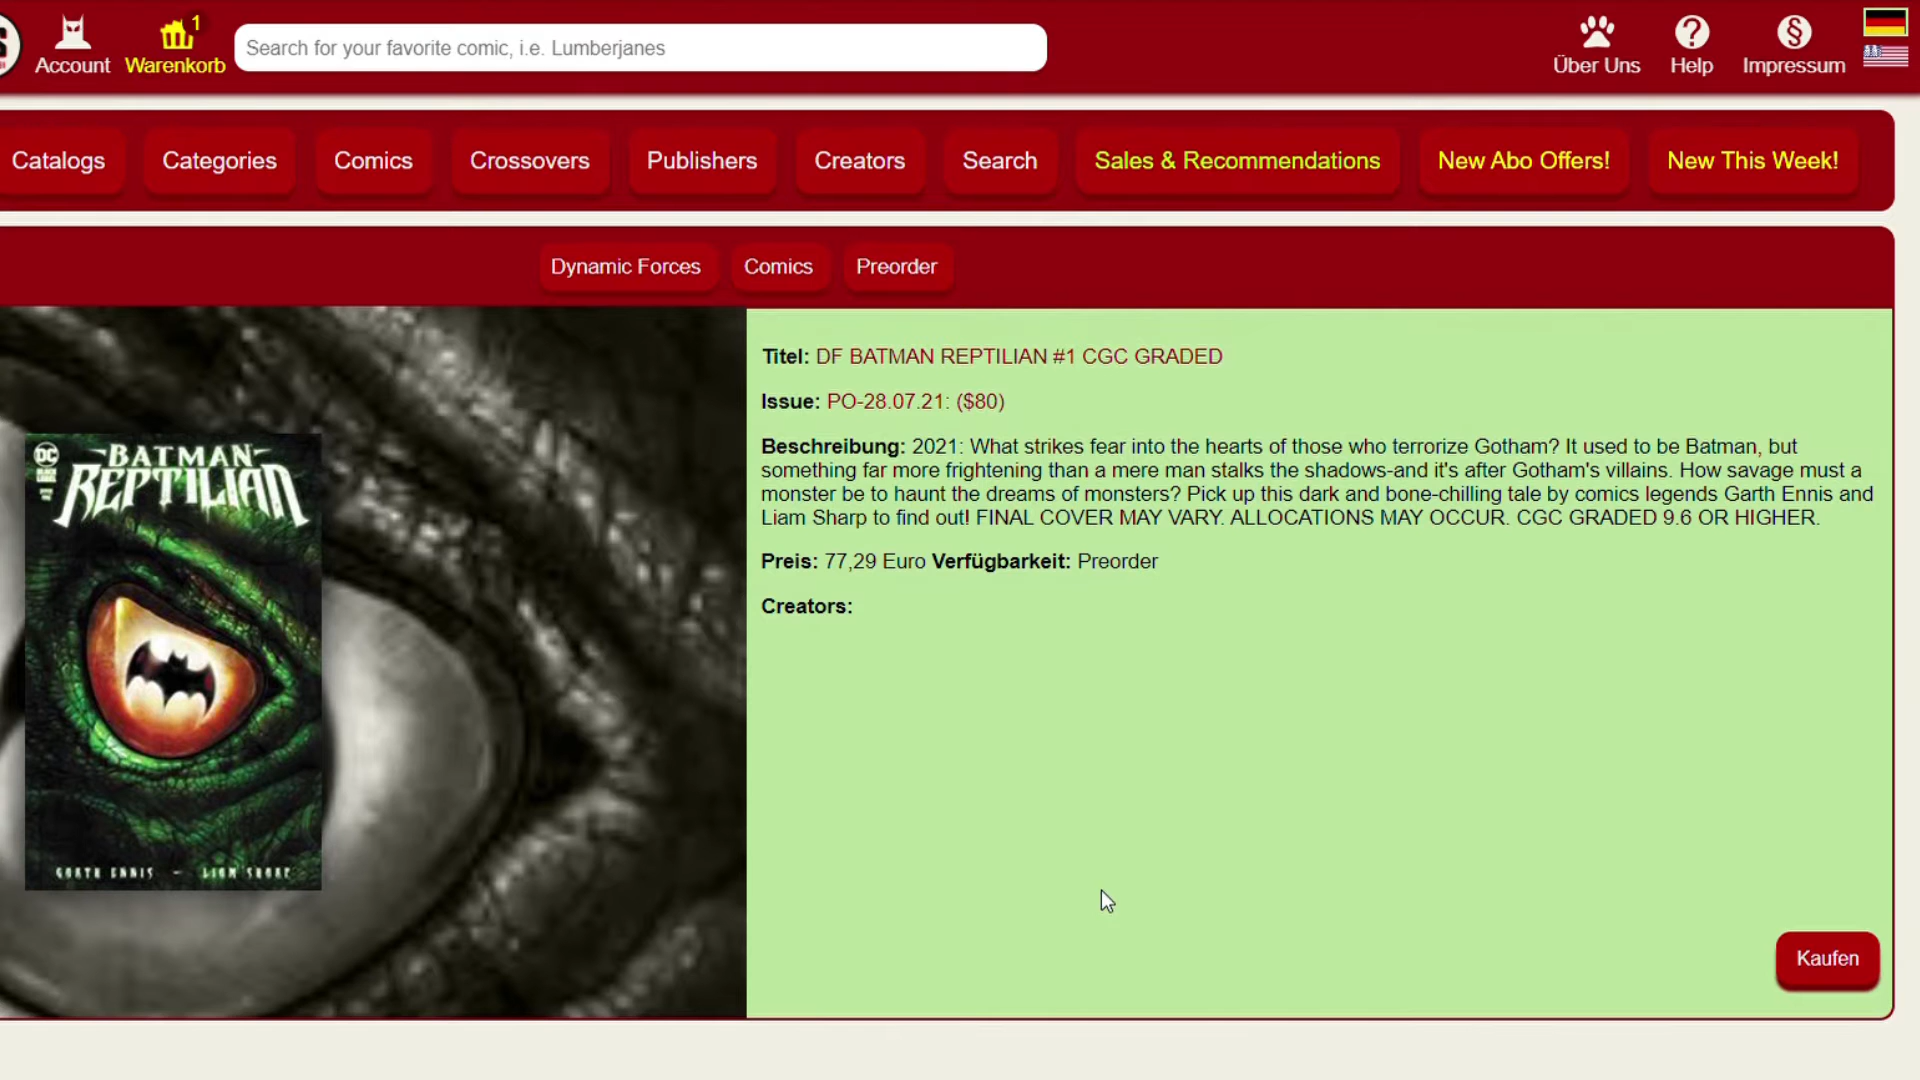 Account
Warenkorb
1
Search for your favorite comic, i.e. Lumberjanes
Über Uns
Help
Impressum
Catalogs
Categories
Comics
Crossovers
Publishers
Creators
Search
Sales & Recommendations
New Abo Offers!
New This Week!
Dynamic Forces
Comics
Preorder
DC
BATMAN
REPTILIAN
GARTH ENNIS - LIAM SHARP
Titel: DF BATMAN REPTILIAN #1 CGC GRADED
Issue: PO-28.07.21: ($80)
Beschreibung: 2021: What strikes fear into the hearts of those who terrorize Gotham? It used to be Batman, but
something far more frightening than a mere man stalks the shadows-and it's after Gotham's villains. How savage must a
monster be to haunt the dreams of monsters? Pick up this dark and bone-chilling tale by comics legends Garth Ennis and
Liam Sharp to find out! FINAL COVER MAY VARY. ALLOCATIONS MAY OCCUR. CGC GRADED 9.6 OR HIGHER.
Preis: 77,29 Euro Verfügbarkeit: Preorder
Creators:
Kaufen